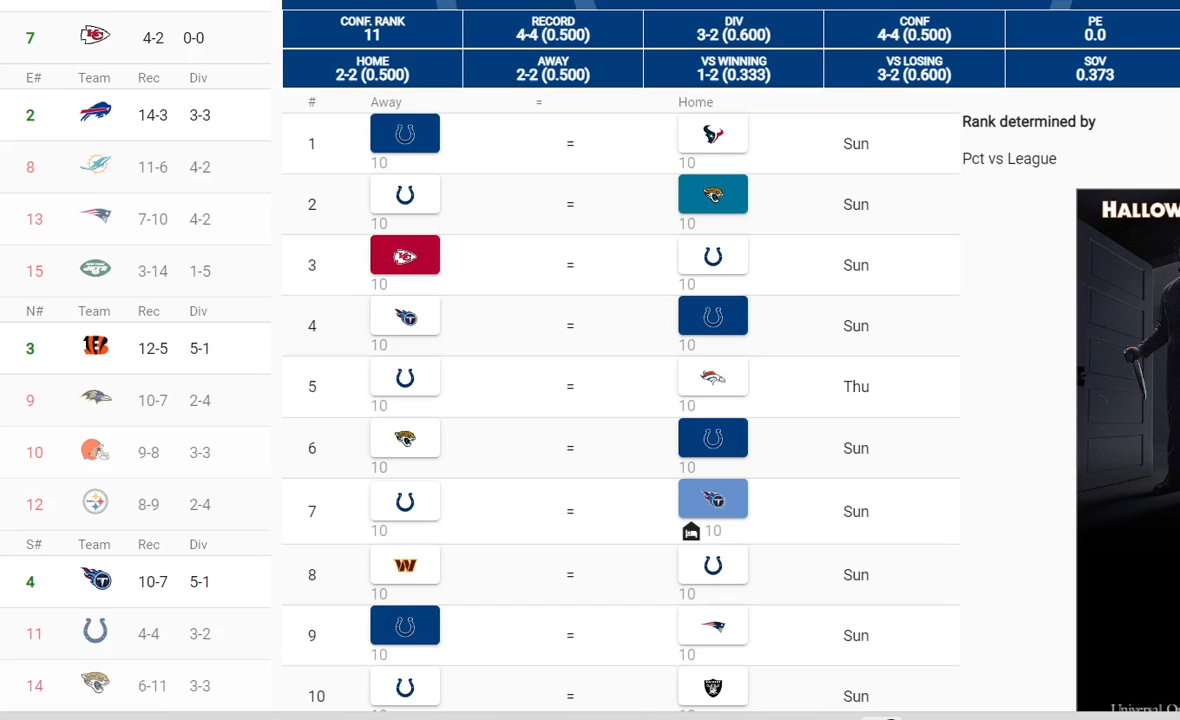 7 4-2 0-0
E# Team Rec Div
2 14-3 3-3
8 11-6 4-2
13 7-10 4-2
15 3-14 1-5
N# Team Rec Div
3 12-5 5-1
9 10-7 2-4
10 9-8 3-3
12 8-9 2-4
S# Team Rec Div
4 10-7 5-1
11 4-4 3-2
14 6-11 3-3
CONF. RANK RECORD DIV CONF PE
11 4-4 (0.500) 3-2 (0.600) 4-4 (0.500) 0.0
HOME AWAY VS WINNING VS LOSING SOV
2-2 (0.500) 2-2 (0.500) 1-2 (0.333) 3-2 (0.600) 0.373
# Away = Home
1 = Sun
10 10
2 = Sun
10 10
3 = Sun
10 10
4 = Sun
10 10
5 = Thu
10 10
6 = Sun
10 10
7 = Sun
10 10
8 W = Sun
10 10
9 = Sun
10 10
10 = Sun
Rank determined by
Pct vs League
HALLOW